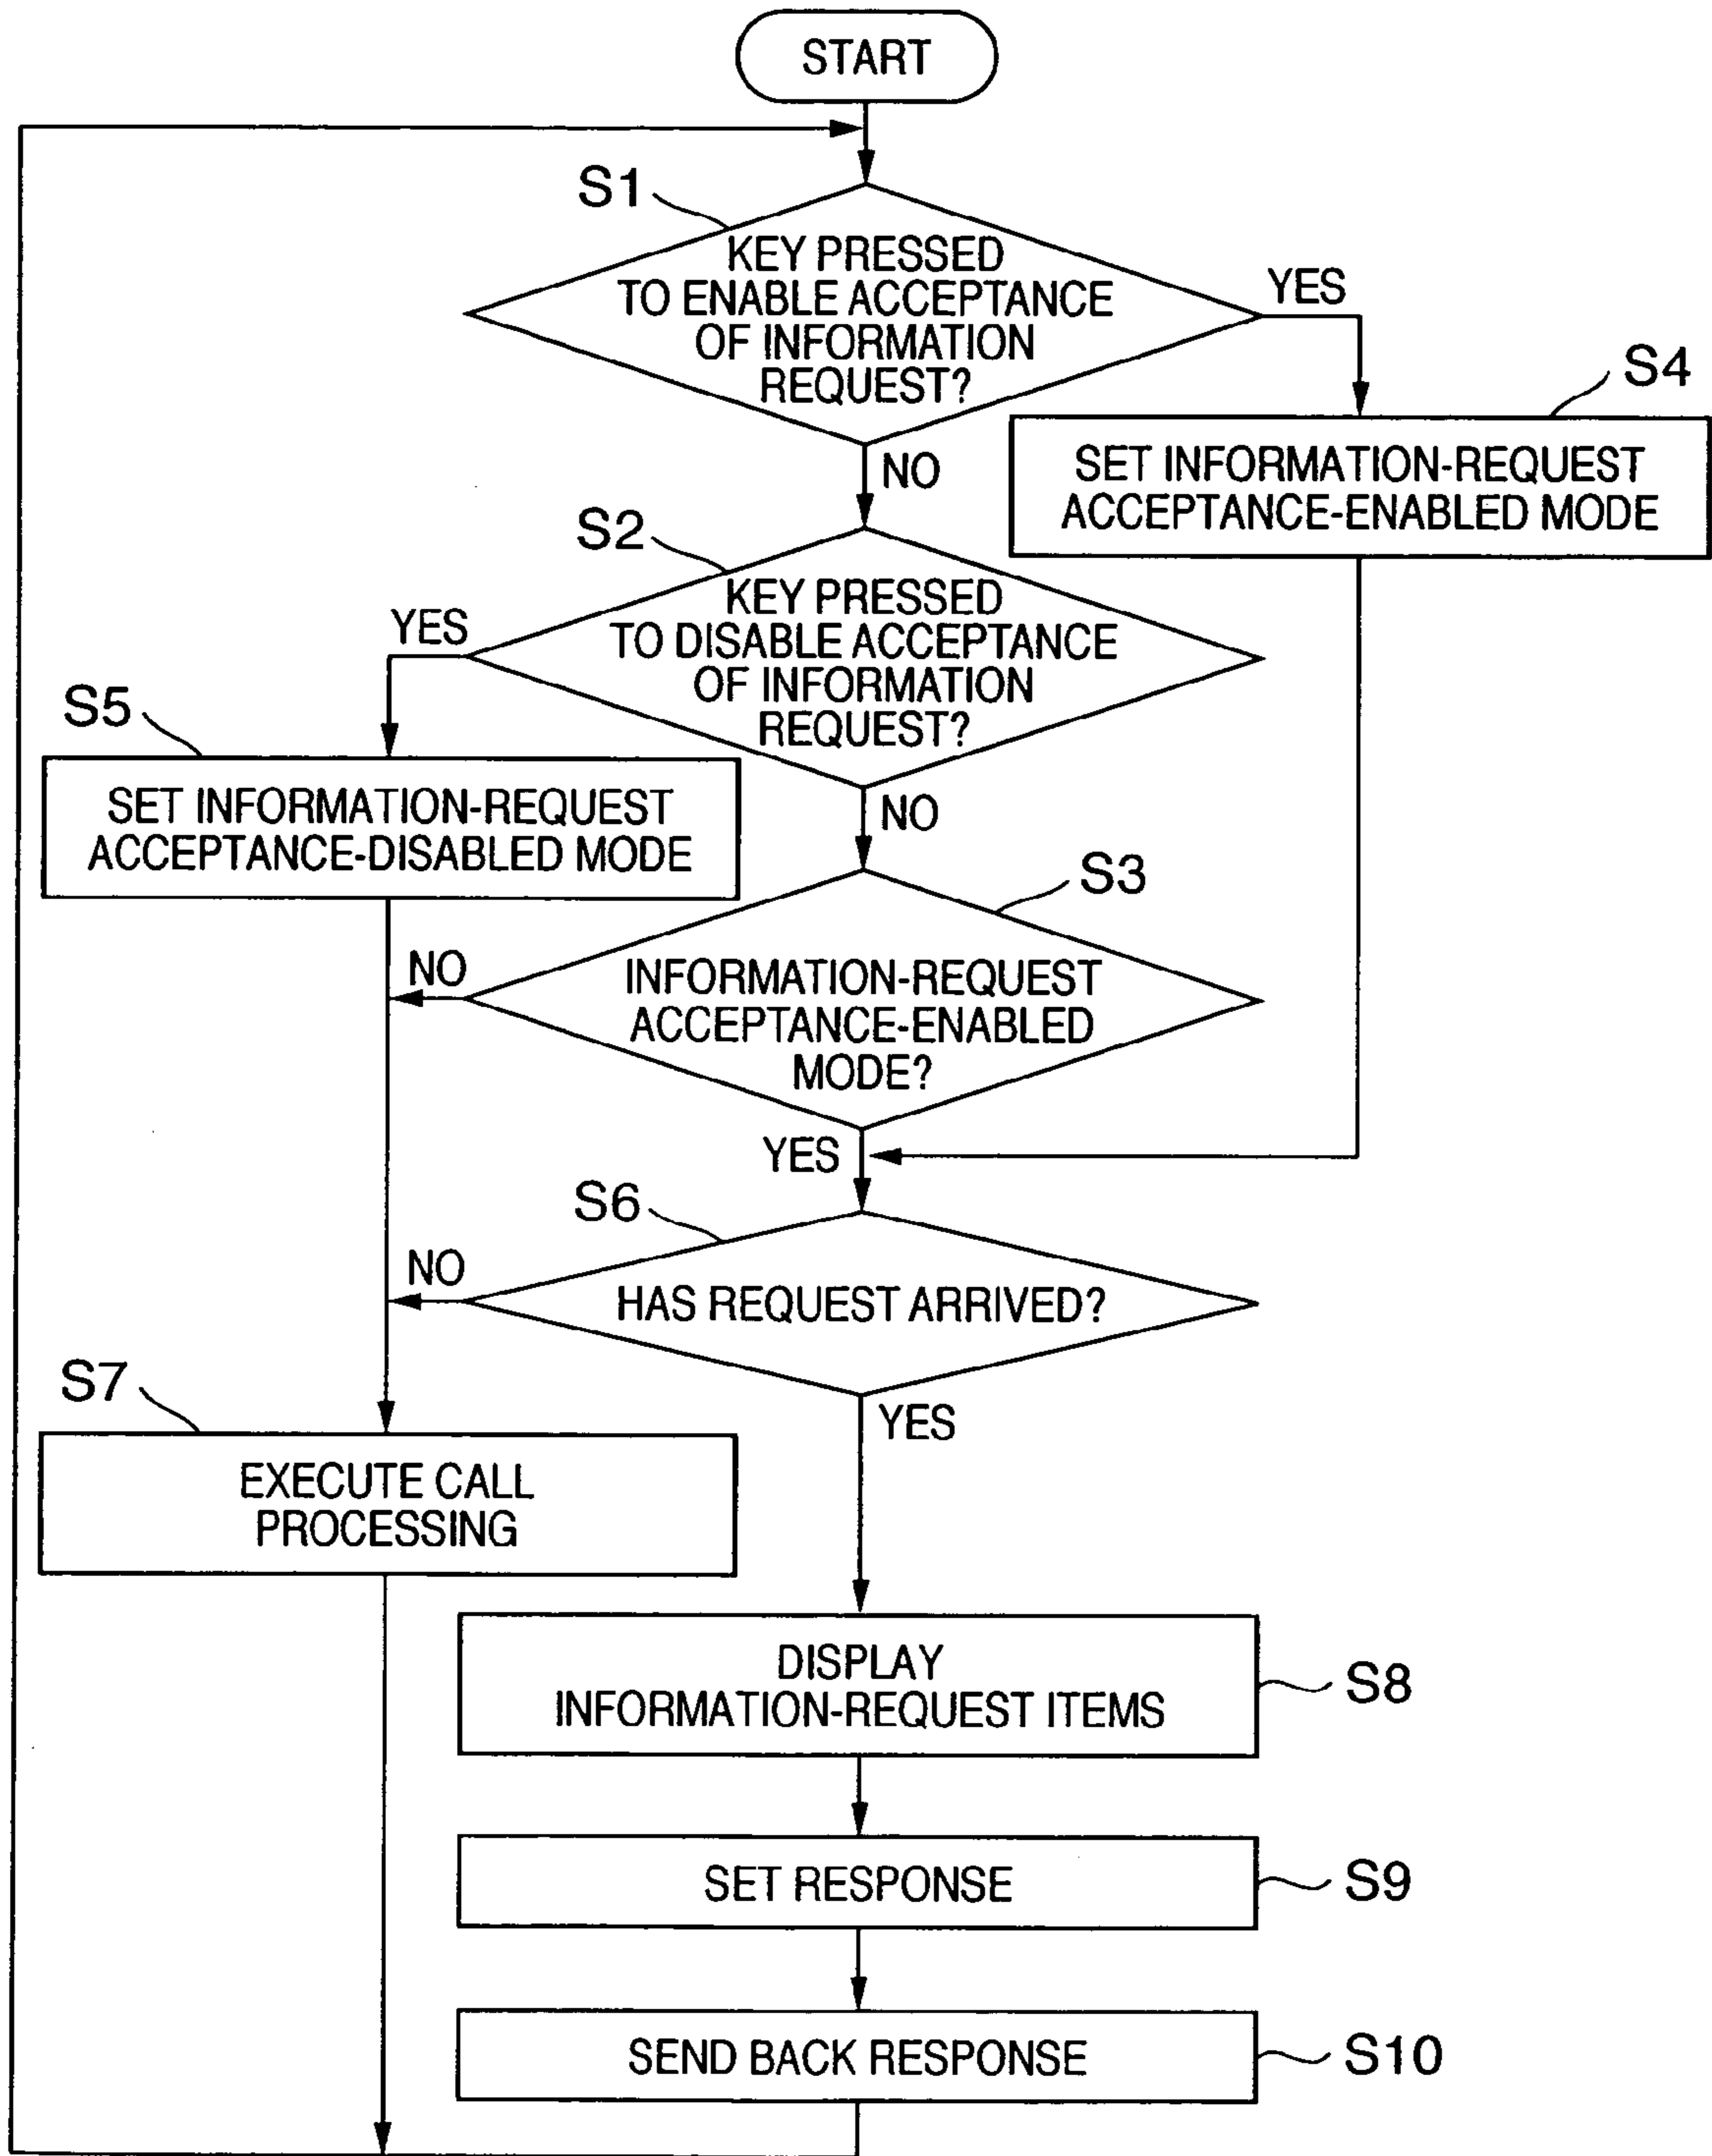 START
S1
KEY PRESSED
TO ENABLE ACCEPTANCE
OF INFORMATION
REQUEST?
YES
S4
SET INFORMATION-REQUEST
ACCEPTANCE-ENABLED MODE
NO
S2
KEY PRESSED
TO DISABLE ACCEPTANCE
OF INFORMATION
REQUEST?
YES
S5
SET INFORMATION-REQUEST
ACCEPTANCE-DISABLED MODE
NO
S3
INFORMATION-REQUEST
ACCEPTANCE-ENABLED
MODE?
NO
YES
S6
HAS REQUEST ARRIVED?
NO
YES
S7
EXECUTE CALL
PROCESSING
DISPLAY
INFORMATION-REQUEST ITEMS
S8
SET RESPONSE
S9
SEND BACK RESPONSE
S10